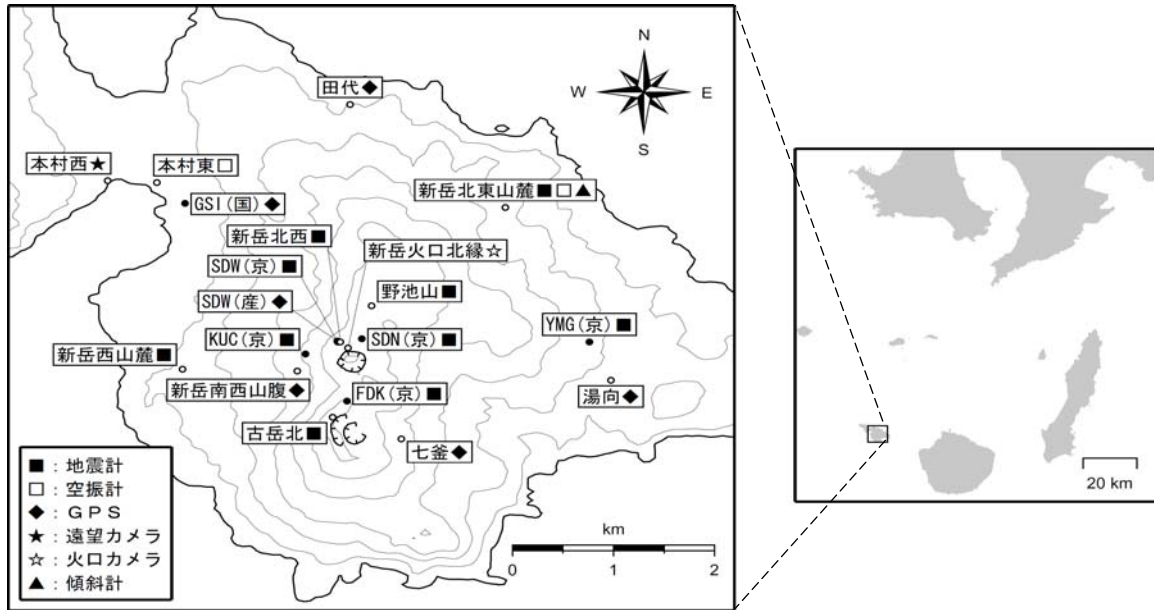 N
W E
S
田代◆
本村西★
本村東□
GSI(国)◆
新岳北東山麓■□▲
新岳北西■
新岳火口北縁☆
SDW(京)■
SDW(産)◆
野池山■
KUC(京)■
SDN(京)■
YMG(京)■
新岳西山麓■
新岳南西山腹◆
FDK(京)■
湯向◆
古岳北■
七釜◆
■：地震計
□：空振計
◆：ＧＰＳ
★：遠望カメラ
☆：火口カメラ
▲：傾斜計
km
0 1 2
20 km